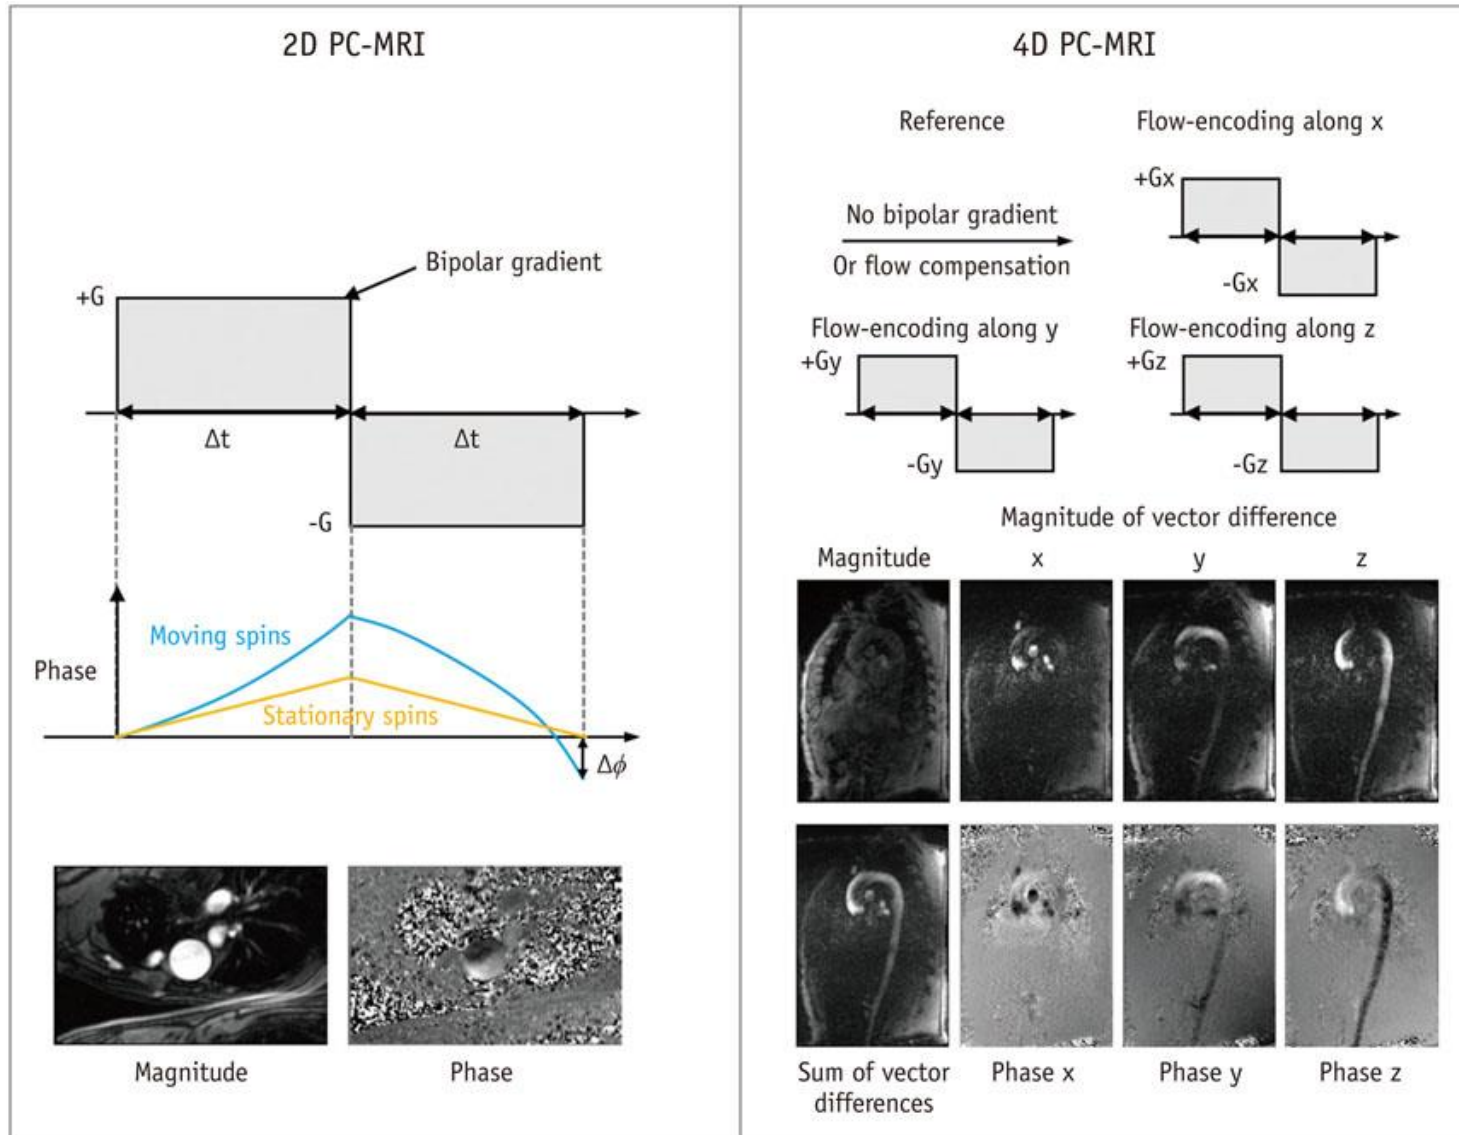 2D PC-MRI
Bipolar gradient
+G
Δt
Δt
-G
Moving spins
Phase
Stationary spins
Δϕ
Magnitude
Phase
4D PC-MRI
Reference
Flow-encoding along x
+Gx
No bipolar gradient
Or flow compensation
-Gx
Flow-encoding along y
Flow-encoding along z
+Gy
+Gz
-Gy
-Gz
Magnitude of vector difference
Magnitude
x
y
z
Sum of vector
differences
Phase x
Phase y
Phase z